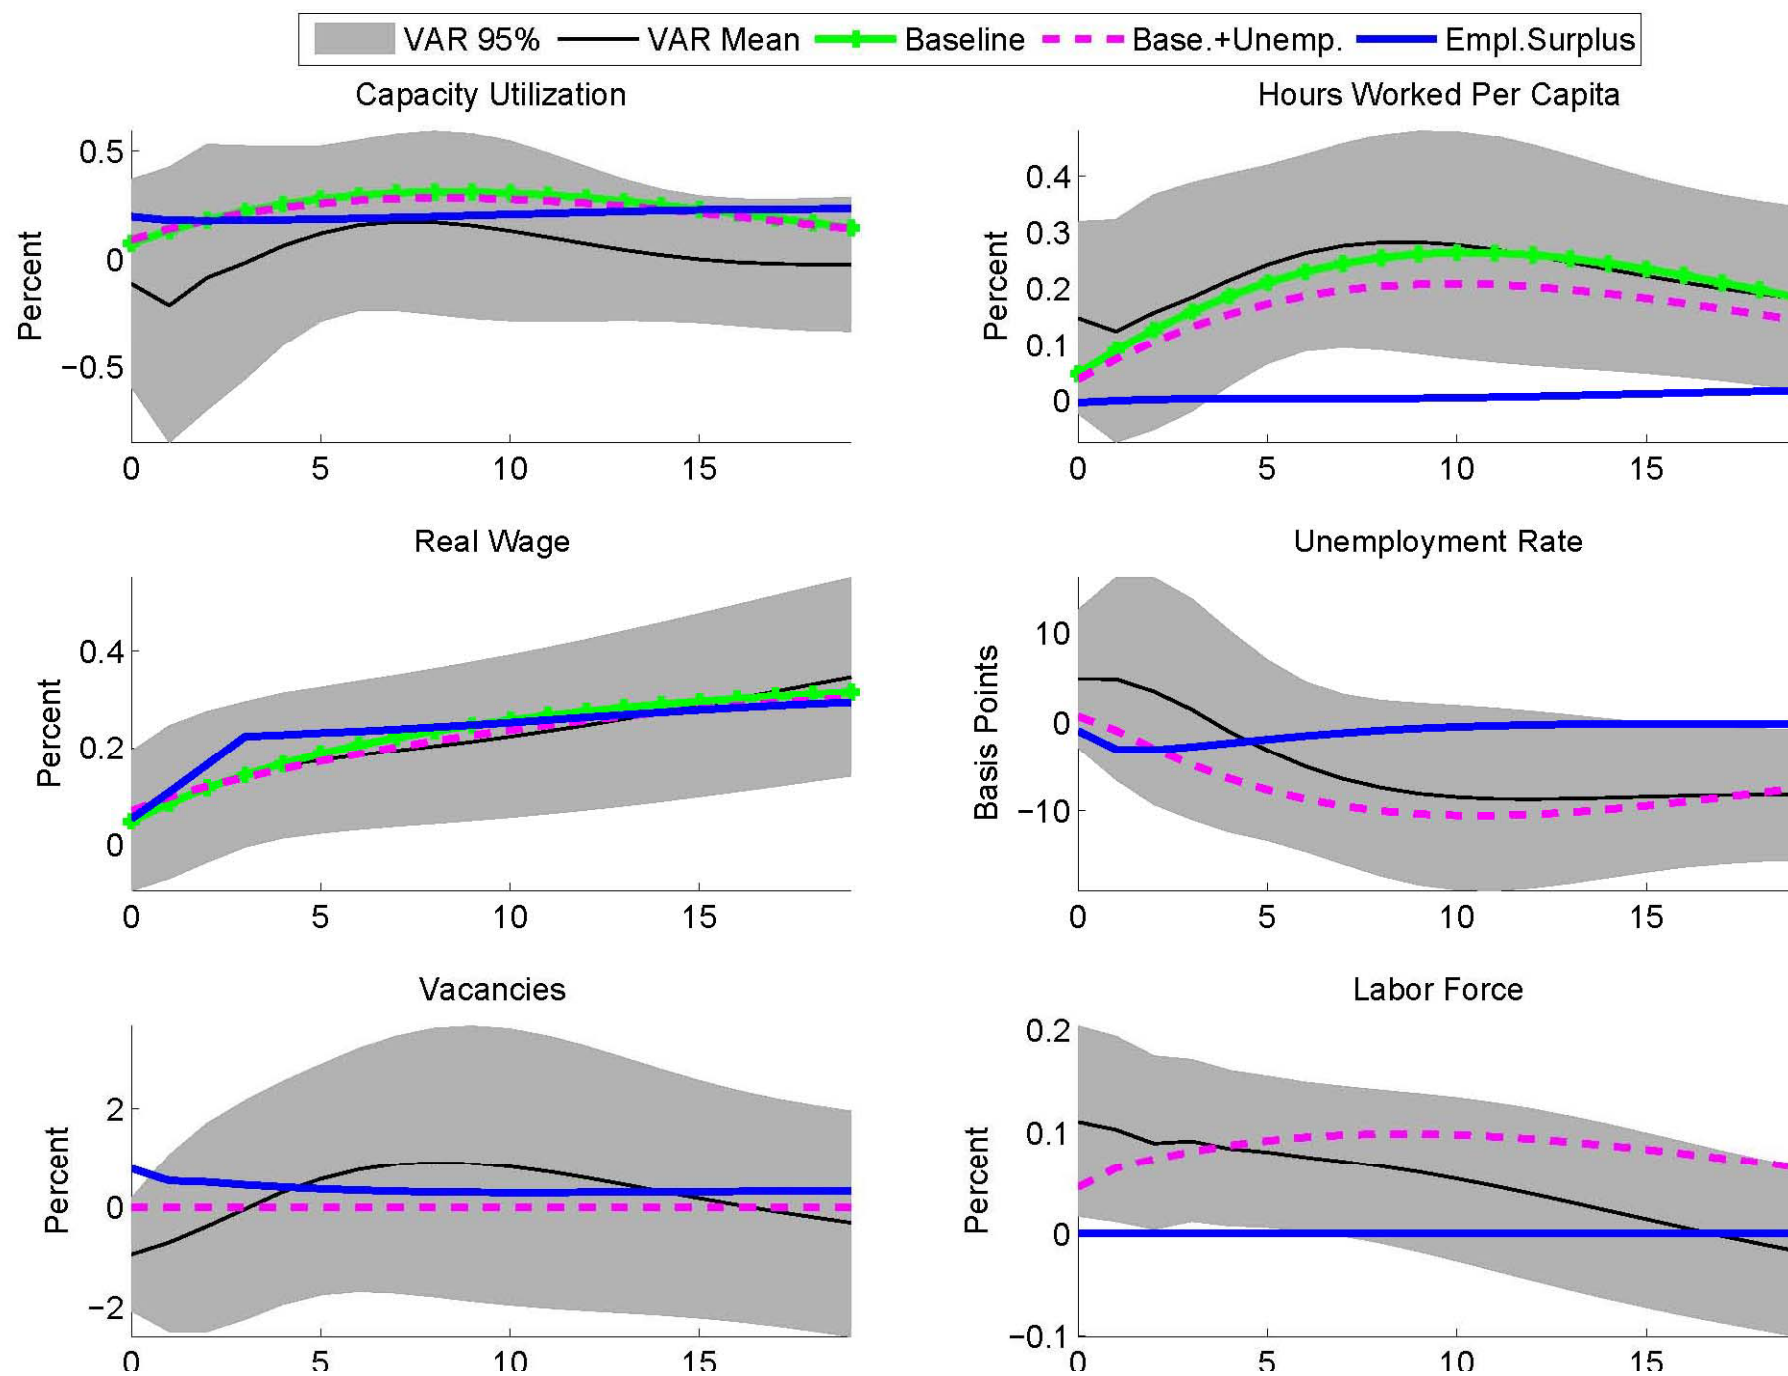 VAR 95% VAR Mean Baseline Base.+Unemp. Empl.Surplus
Capacity Utilization
Percent
0.5
0
−0.5
0 5 10 15
Hours Worked Per Capita
Percent
0.4
0.3
0.2
0.1
0
0 5 10 15
Real Wage
Percent
0.4
0.2
0
0 5 10 15
Unemployment Rate
Basis Points
10
0
−10
0 5 10 15
Vacancies
Percent
2
0
−2
0 5 10 15
Labor Force
Percent
0.2
0.1
0
−0.1
0 5 10 15